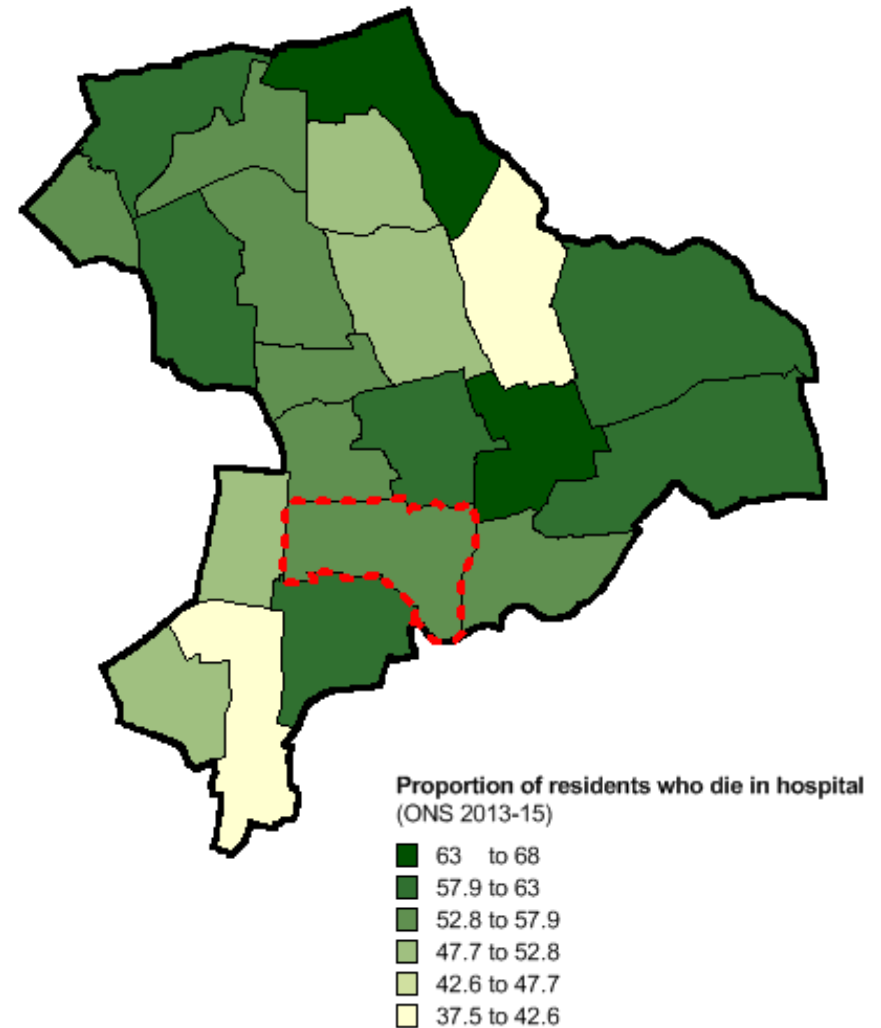 Proportion of residents who die in hospital
(ONS 2013-15)
63 to 68
57.9 to 63
52.8 to 57.9
47.7 to 52.8
42.6 to 47.7
37.5 to 42.6